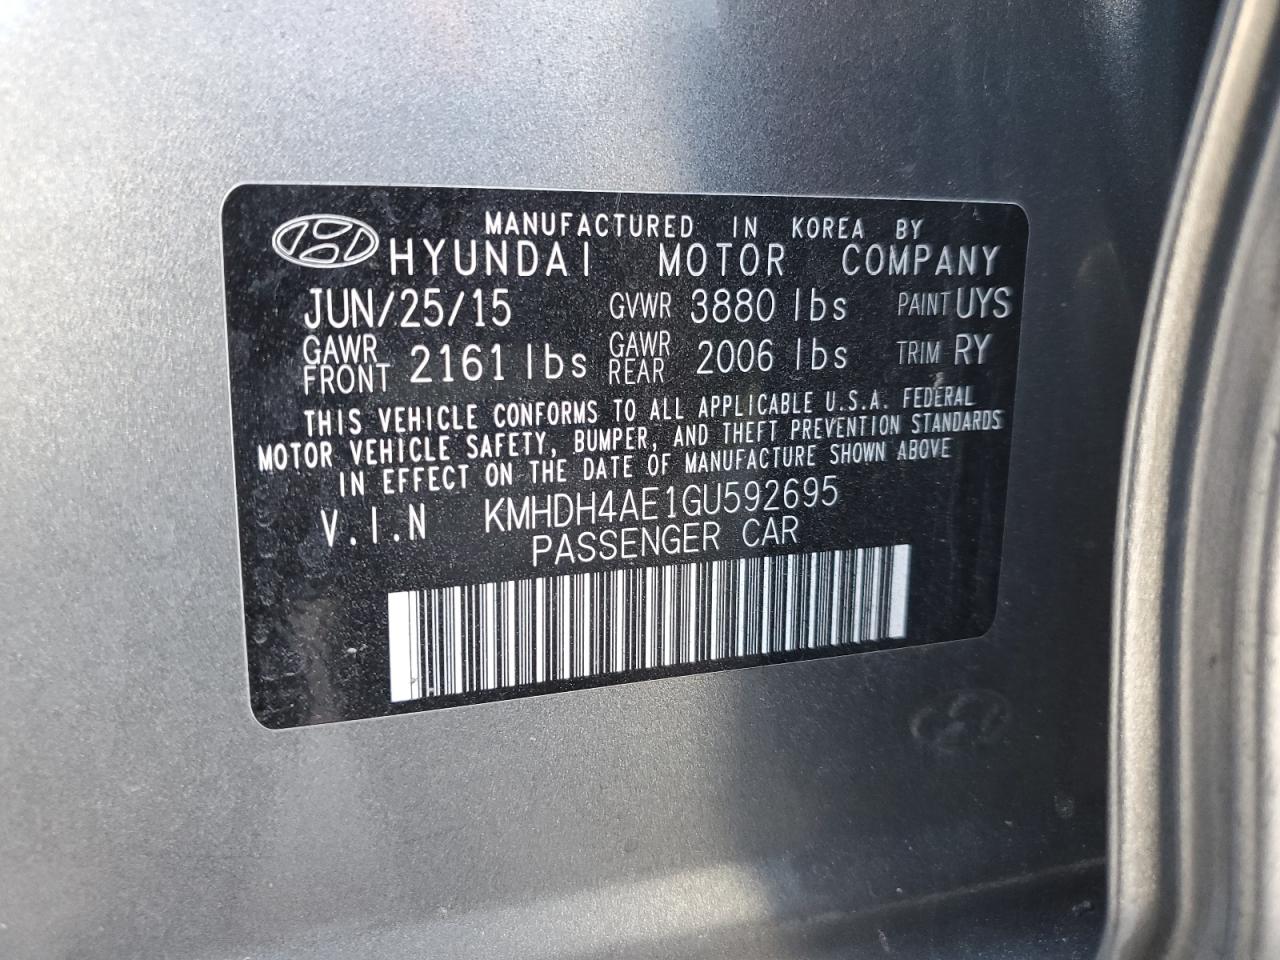 MANUFACTURED IN KOREA BY
HYUNDAI MOTOR COMPANY
JUN/25/15 GVWR 3880 lbs PAINT UYS
GAWR FRONT 2161 lbs GAWR REAR 2006 lbs TRIM RY
THIS VEHICLE CONFORMS TO ALL APPLICABLE U.S.A. FEDERAL
MOTOR VEHICLE SAFETY, BUMPER, AND THEFT PREVENTION STANDARDS
IN EFFECT ON THE DATE OF MANUFACTURE SHOWN ABOVE
V.I.N KMHDH4AE1GU592695
PASSENGER CAR